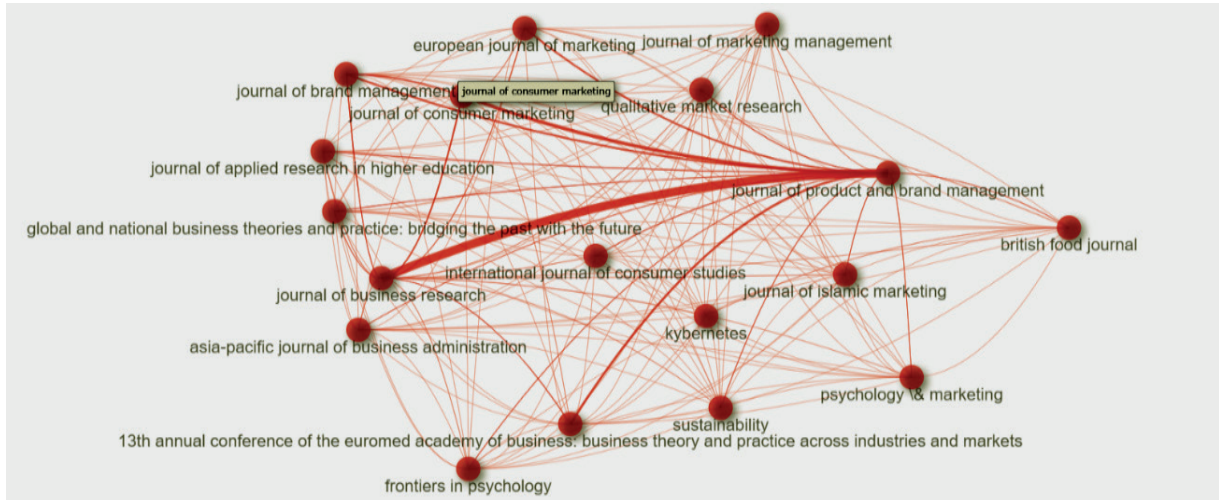 european journal of marketing
journal of marketing management
journal of brand management
journal of consumer marketing
qualitative market research
journal of consumer marketing
journal of applied research in higher education
journal of product and brand management
global and national business theories and practice: bridging the past with the future
british food journal
international journal of consumer studies
journal of business research
journal of islamic marketing
kybernetes
asia-pacific journal of business administration
psychology \& marketing
sustainability
13th annual conference of the euromed academy of business: business theory and practice across industries and markets
frontiers in psychology